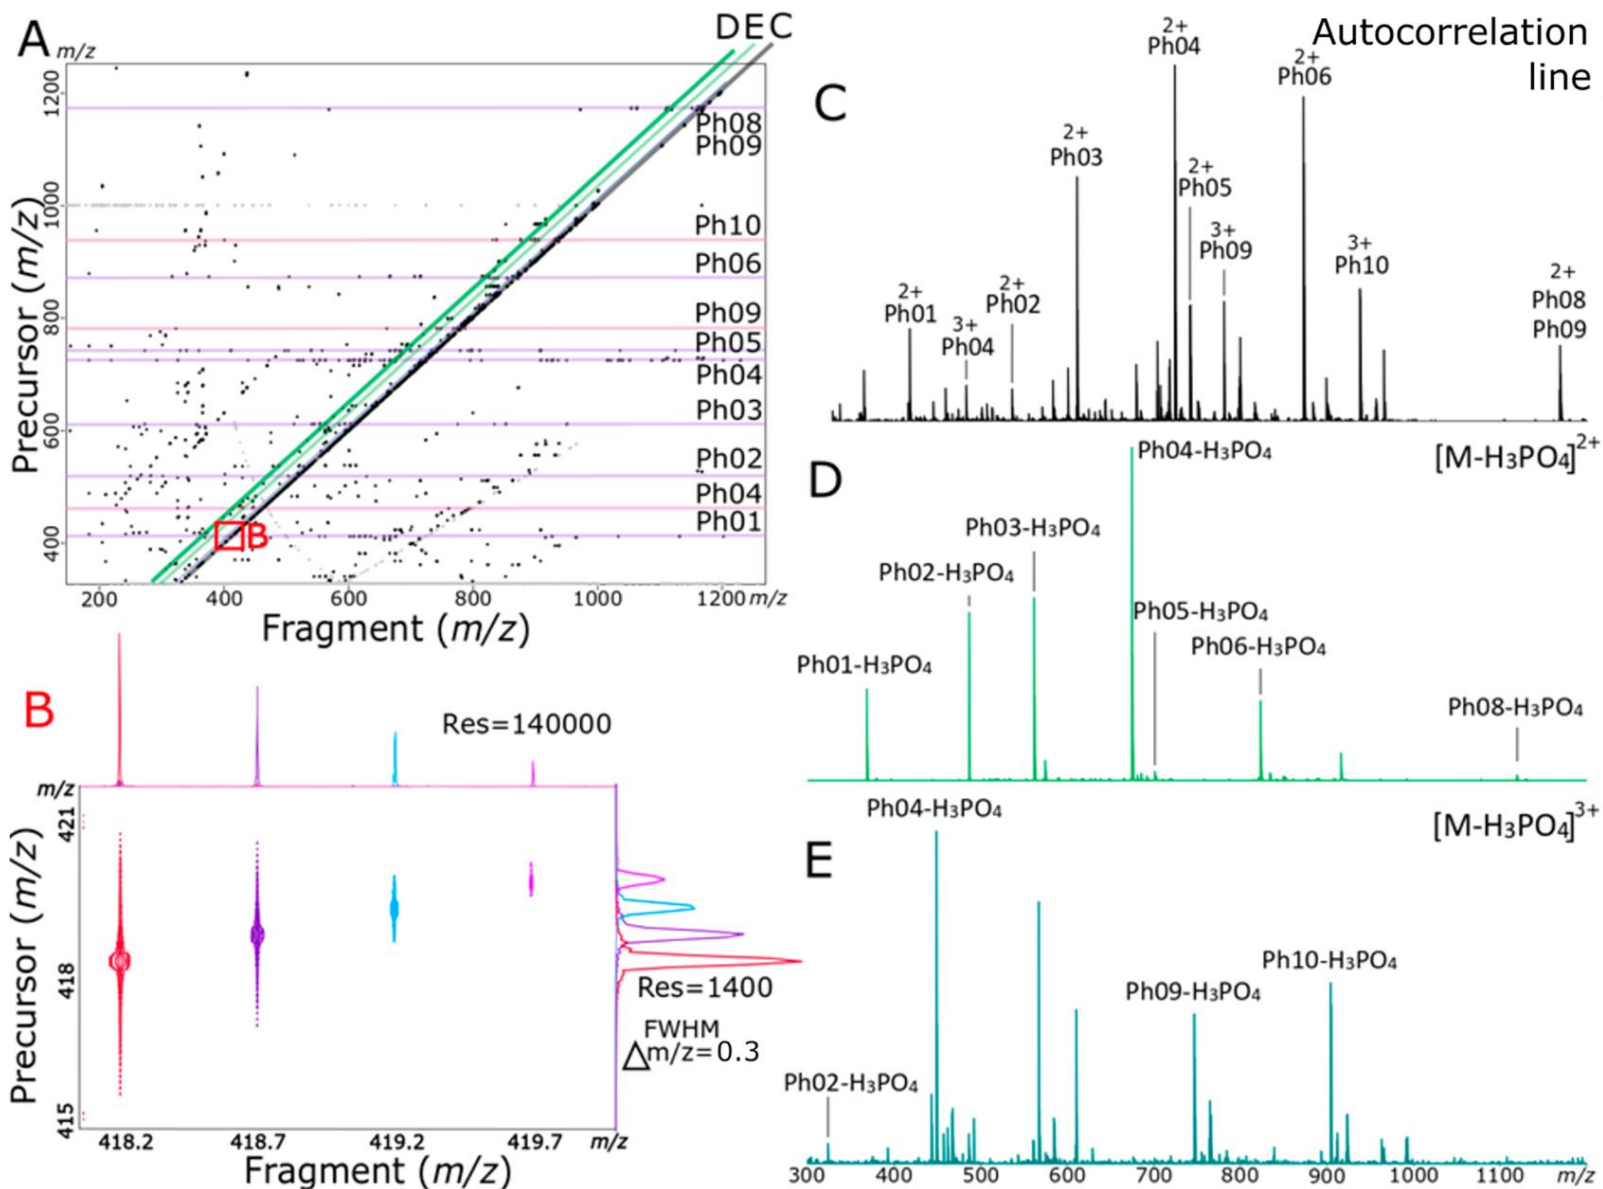 A
m/z
DEC
1200
1000
800
600
400
Precursor (m/z)
Ph08
Ph09
Ph10
Ph06
Ph09
Ph05
Ph04
Ph03
Ph02
Ph04
Ph01
B
200
400
600
800
1000
1200
m/z
Fragment (m/z)
B
Res=140000
m/z
421
418
415
Precursor (m/z)
Res=1400
FWHM
△m/z=0.3
418.2
418.7
419.2
419.7
m/z
Fragment (m/z)
Autocorrelation
line
C
2+
Ph01
3+
Ph04
2+
Ph02
2+
Ph03
2+
Ph04
2+
Ph05
3+
Ph09
2+
Ph06
3+
Ph10
2+
Ph08
Ph09
D
[M-H₃PO₄]²⁺
Ph01-H₃PO₄
Ph02-H₃PO₄
Ph03-H₃PO₄
Ph04-H₃PO₄
Ph05-H₃PO₄
Ph06-H₃PO₄
Ph08-H₃PO₄
E
[M-H₃PO₄]³⁺
Ph02-H₃PO₄
Ph04-H₃PO₄
Ph09-H₃PO₄
Ph10-H₃PO₄
300
400
500
600
700
800
900
1000
1100
m/z